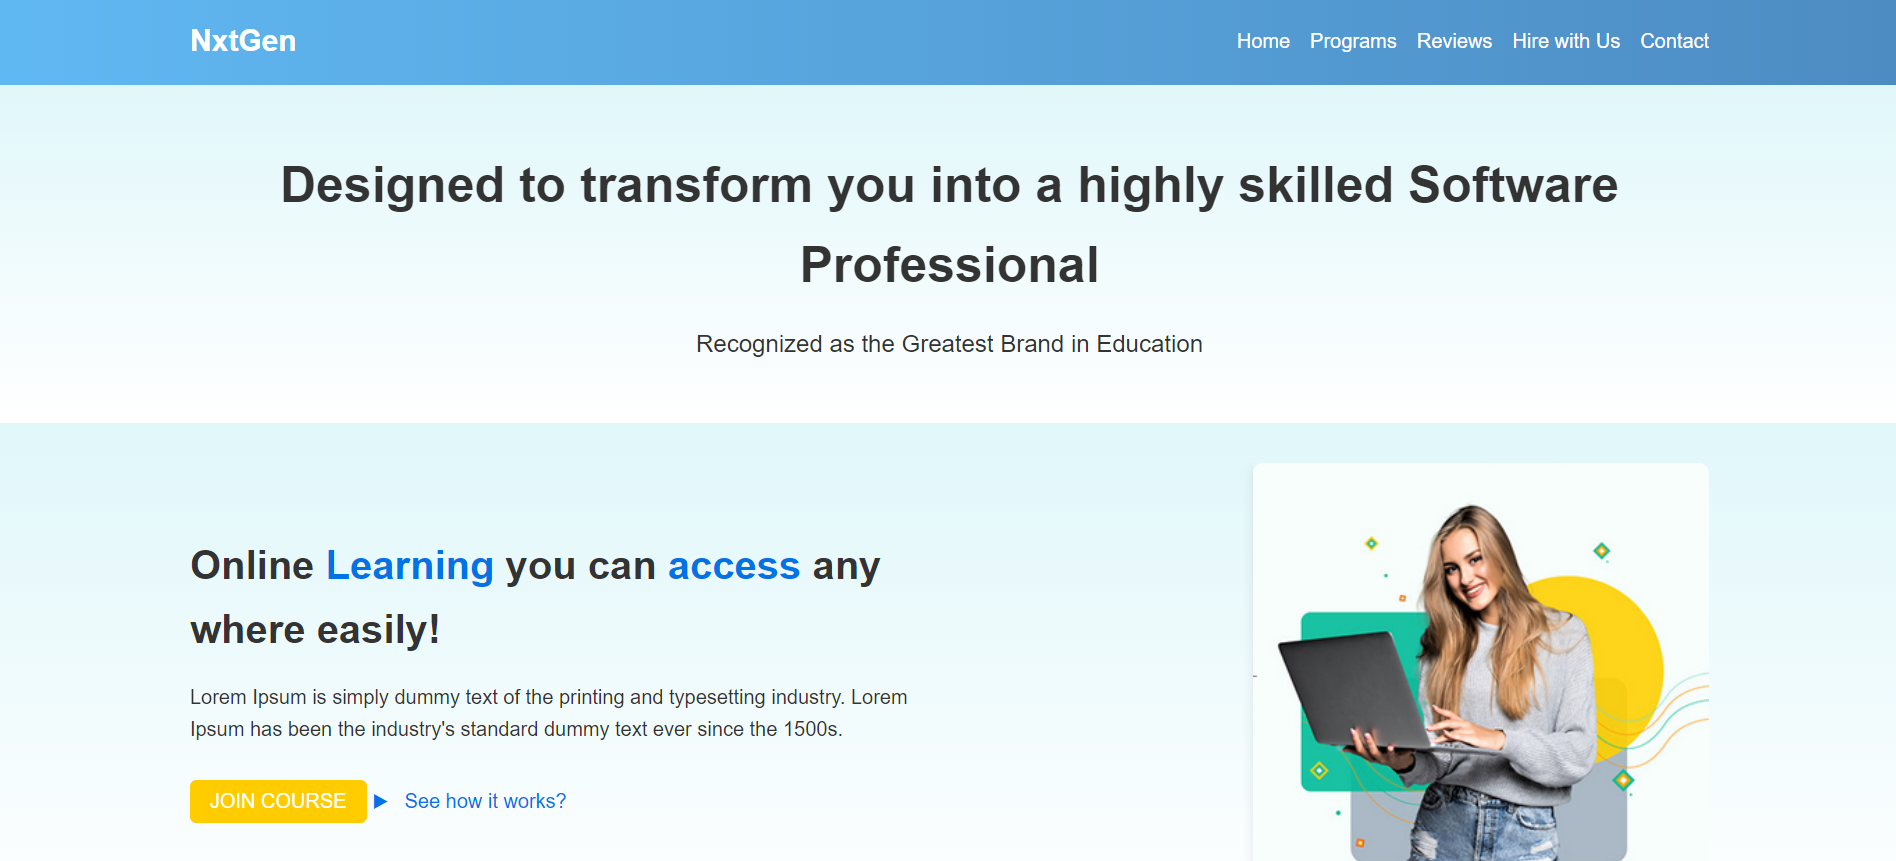 NxtGen
Home Programs Reviews Hire with Us Contact
Designed to transform you into a highly skilled Software
Professional
Recognized as the Greatest Brand in Education
Online Learning you can access any
where easily!
Lorem Ipsum is simply dummy text of the printing and typesetting industry. Lorem
Ipsum has been the industry's standard dummy text ever since the 1500s.
JOIN COURSE ▶ See how it works?